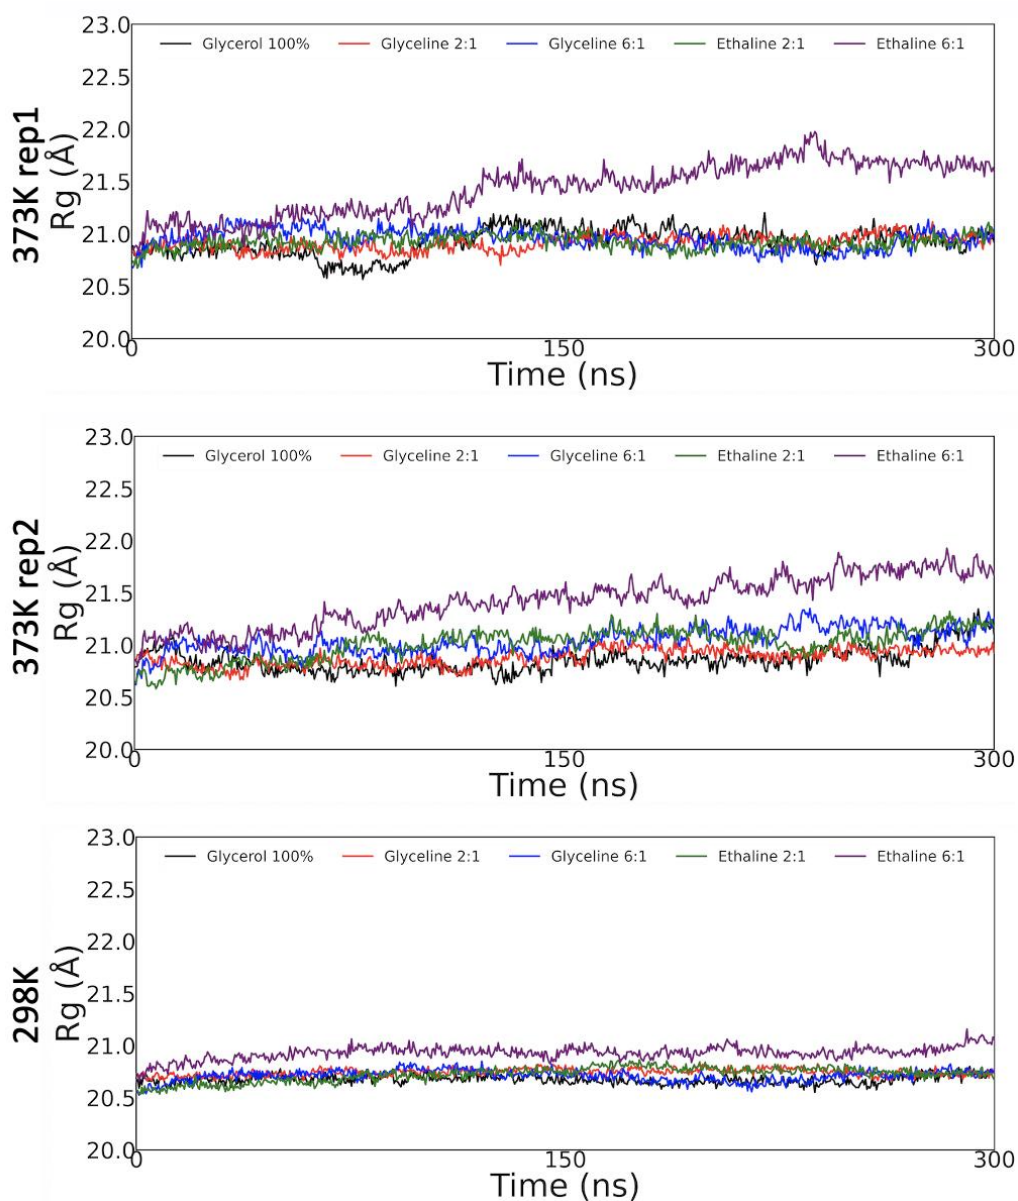 373K rep1
Rg (Å)
23.0
22.5
22.0
21.5
21.0
20.5
20.0
Glycerol 100% Glyceline 2:1 Glyceline 6:1 Ethaline 2:1 Ethaline 6:1
0 150 300
Time (ns)
373K rep2
Rg (Å)
23.0
22.5
22.0
21.5
21.0
20.5
20.0
Glycerol 100% Glyceline 2:1 Glyceline 6:1 Ethaline 2:1 Ethaline 6:1
0 150 300
Time (ns)
298K
Rg (Å)
23.0
22.5
22.0
21.5
21.0
20.5
20.0
Glycerol 100% Glyceline 2:1 Glyceline 6:1 Ethaline 2:1 Ethaline 6:1
0 150 300
Time (ns)